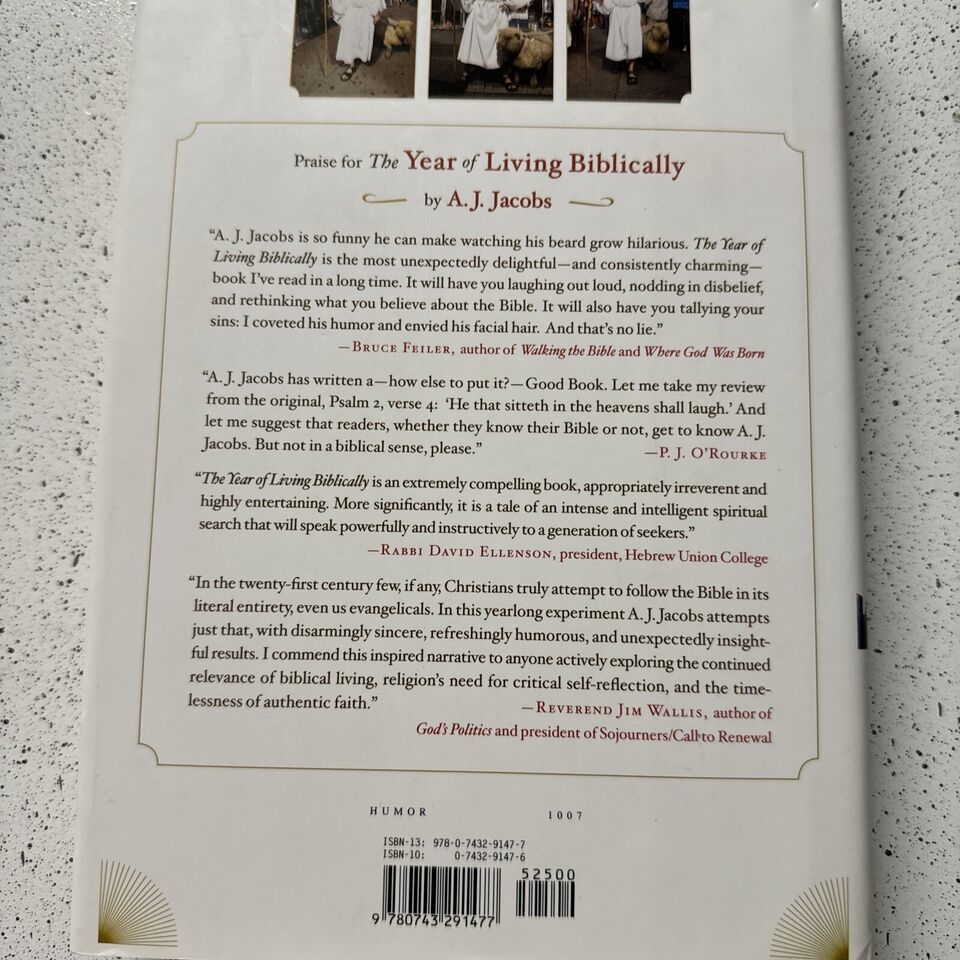 Praise for The Year of Living Biblically
by A. J. Jacobs
“A. J. Jacobs is so funny he can make watching his beard grow hilarious. The Year of
Living Biblically is the most unexpectedly delightful—and consistently charming—
book I’ve read in a long time. It will have you laughing out loud, nodding in disbelief,
and rethinking what you believe about the Bible. It will also have you tallying your
sins: I coveted his humor and envied his facial hair. And that’s no lie.”
—BRUCE FEILER, author of Walking the Bible and Where God Was Born
“A. J. Jacobs has written a—how else to put it?—Good Book. Let me take my review
from the original, Psalm 2, verse 4: ‘He that sitteth in the heavens shall laugh.’ And
let me suggest that readers, whether they know their Bible or not, get to know A. J.
Jacobs. But not in a biblical sense, please.” —P. J. O’ROURKE
“The Year of Living Biblically is an extremely compelling book, appropriately irreverent and
highly entertaining. More significantly, it is a tale of an intense and intelligent spiritual
search that will speak powerfully and instructively to a generation of seekers.”
—RABBI DAVID ELLENSON, president, Hebrew Union College
“In the twenty-first century few, if any, Christians truly attempt to follow the Bible in its
literal entirety, even us evangelicals. In this yearlong experiment A. J. Jacobs attempts
just that, with disarmingly sincere, refreshingly humorous, and unexpectedly insight-
ful results. I commend this inspired narrative to anyone actively exploring the continued
relevance of biblical living, religion’s need for critical self-reflection, and the time-
lessness of authentic faith.” —REVEREND JIM WALLIS, author of
God’s Politics and president of Sojourners/Call to Renewal
HUMOR 1007
ISBN-13: 978-0-7432-9147-7
ISBN-10: 0-7432-9147-6
52500
9 780743 291477